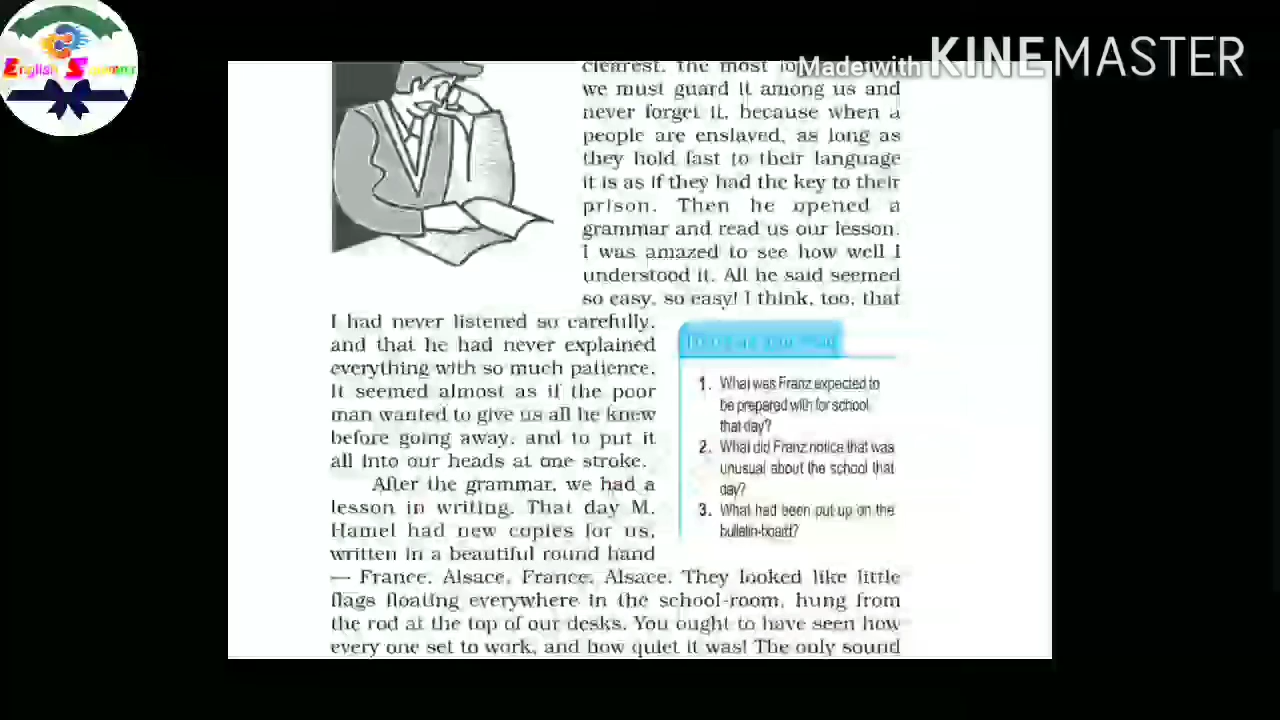 English
Made with KINEMASTER
clearest, the most
we must guard it among us and
never forget it, because when a
people are enslaved, as long as
they hold fast to their language
it is as if they had the key to their
prison. Then he opened a
grammar and read us our lesson.
I was amazed to see how well I
understood it. All he said seemed
so easy, so easy! I think, too, that
I had never listened so carefully,
and that he had never explained
everything with so much patience.
It seemed almost as if the poor
man wanted to give us all he knew
before going away, and to put it
all into our heads at one stroke.
After the grammar, we had a
lesson in writing. That day M.
Hamel had new copies for us,
written in a beautiful round hand
— France, Alsace, France, Alsace. They looked like little
flags floating everywhere in the school-room, hung from
the rod at the top of our desks. You ought to have seen how
every one set to work, and how quiet it was! The only sound
1. What was Franz expected to
be prepared with for school
that day?
2. What did Franz notice that was
unusual about the school that
day?
3. What had been put up on the
bulletin-board?